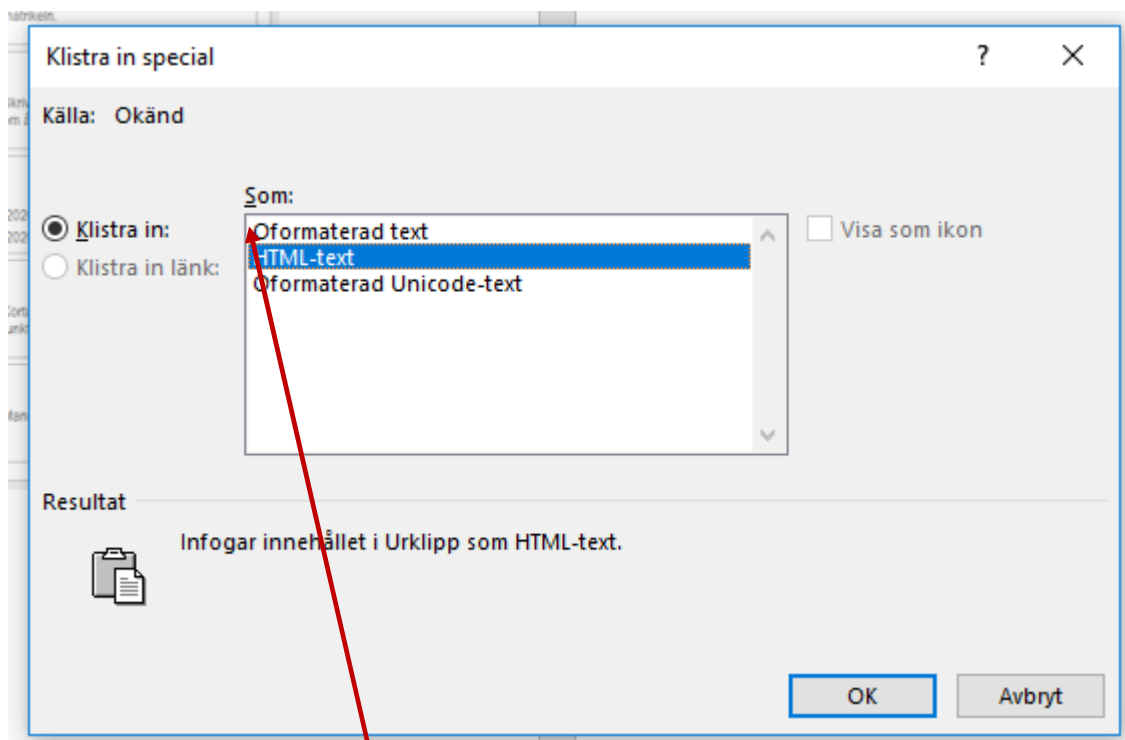 matrikeln.
Klistra in special
?
Källa: Okänd
Som:
Klistra in:
Oformaterad text
Visa som ikon
Klistra in länk:
HTML-text
Oformaterad Unicode-text
Resultat
Infogar innehållet i Urklipp som HTML-text.
OK
Avbryt